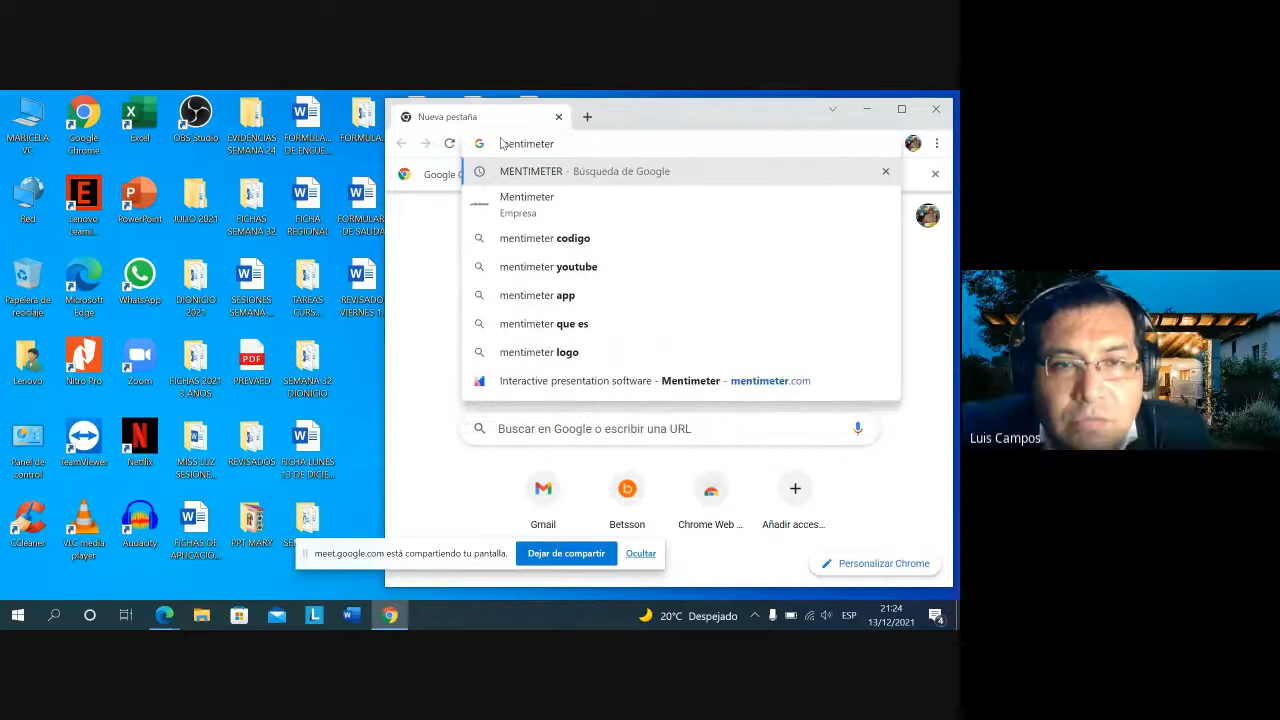 MARICELA VC
Google Chrome
Excel
OBS Studio
EVIDENCIAS SEMANA 24
FORMULA... DE ENCUE...
FORMULA...
Red
Lenovo Learni...
PowerPoint
JULIO 2021
FICHAS SEMANA 32
FICHA REGIONAL
FORMULAR DE SALIDA
Papelera de reciclaje
Microsoft Edge
WhatsApp
DIONICIO 2021
SESIONES SEMANA ...
TAREAS CURS...
REVISADO VIERNES 1...
Lenovo
Nitro Pro
Zoom
FICHAS 2021 3 AÑOS
PREVAED
SEMANA 32 DIONICIO
Panel de control
TeamViewer
Netflix
MISS LUZ SESIONE...
REVISADOS
FICHA LUNES 13 DE DICIE...
CCleaner
VLC media player
Audacity
FICHAS DE APLICACIÓ...
PPT MARY
Nueva pestaña
mentimeter
Google
MENTIMETER - Búsqueda de Google
Mentimeter
Empresa
mentimeter codigo
mentimeter youtube
mentimeter app
mentimeter que es
mentimeter logo
Interactive presentation software - Mentimeter - mentimeter.com
Buscar en Google o escribir una URL
Gmail
Betsson
Chrome Web ...
Añadir acces...
meet.google.com está compartiendo tu pantalla.
Dejar de compartir
Ocultar
Personalizar Chrome
20°C Despejado
ESP
21:24
13/12/2021
4
Luis Campos